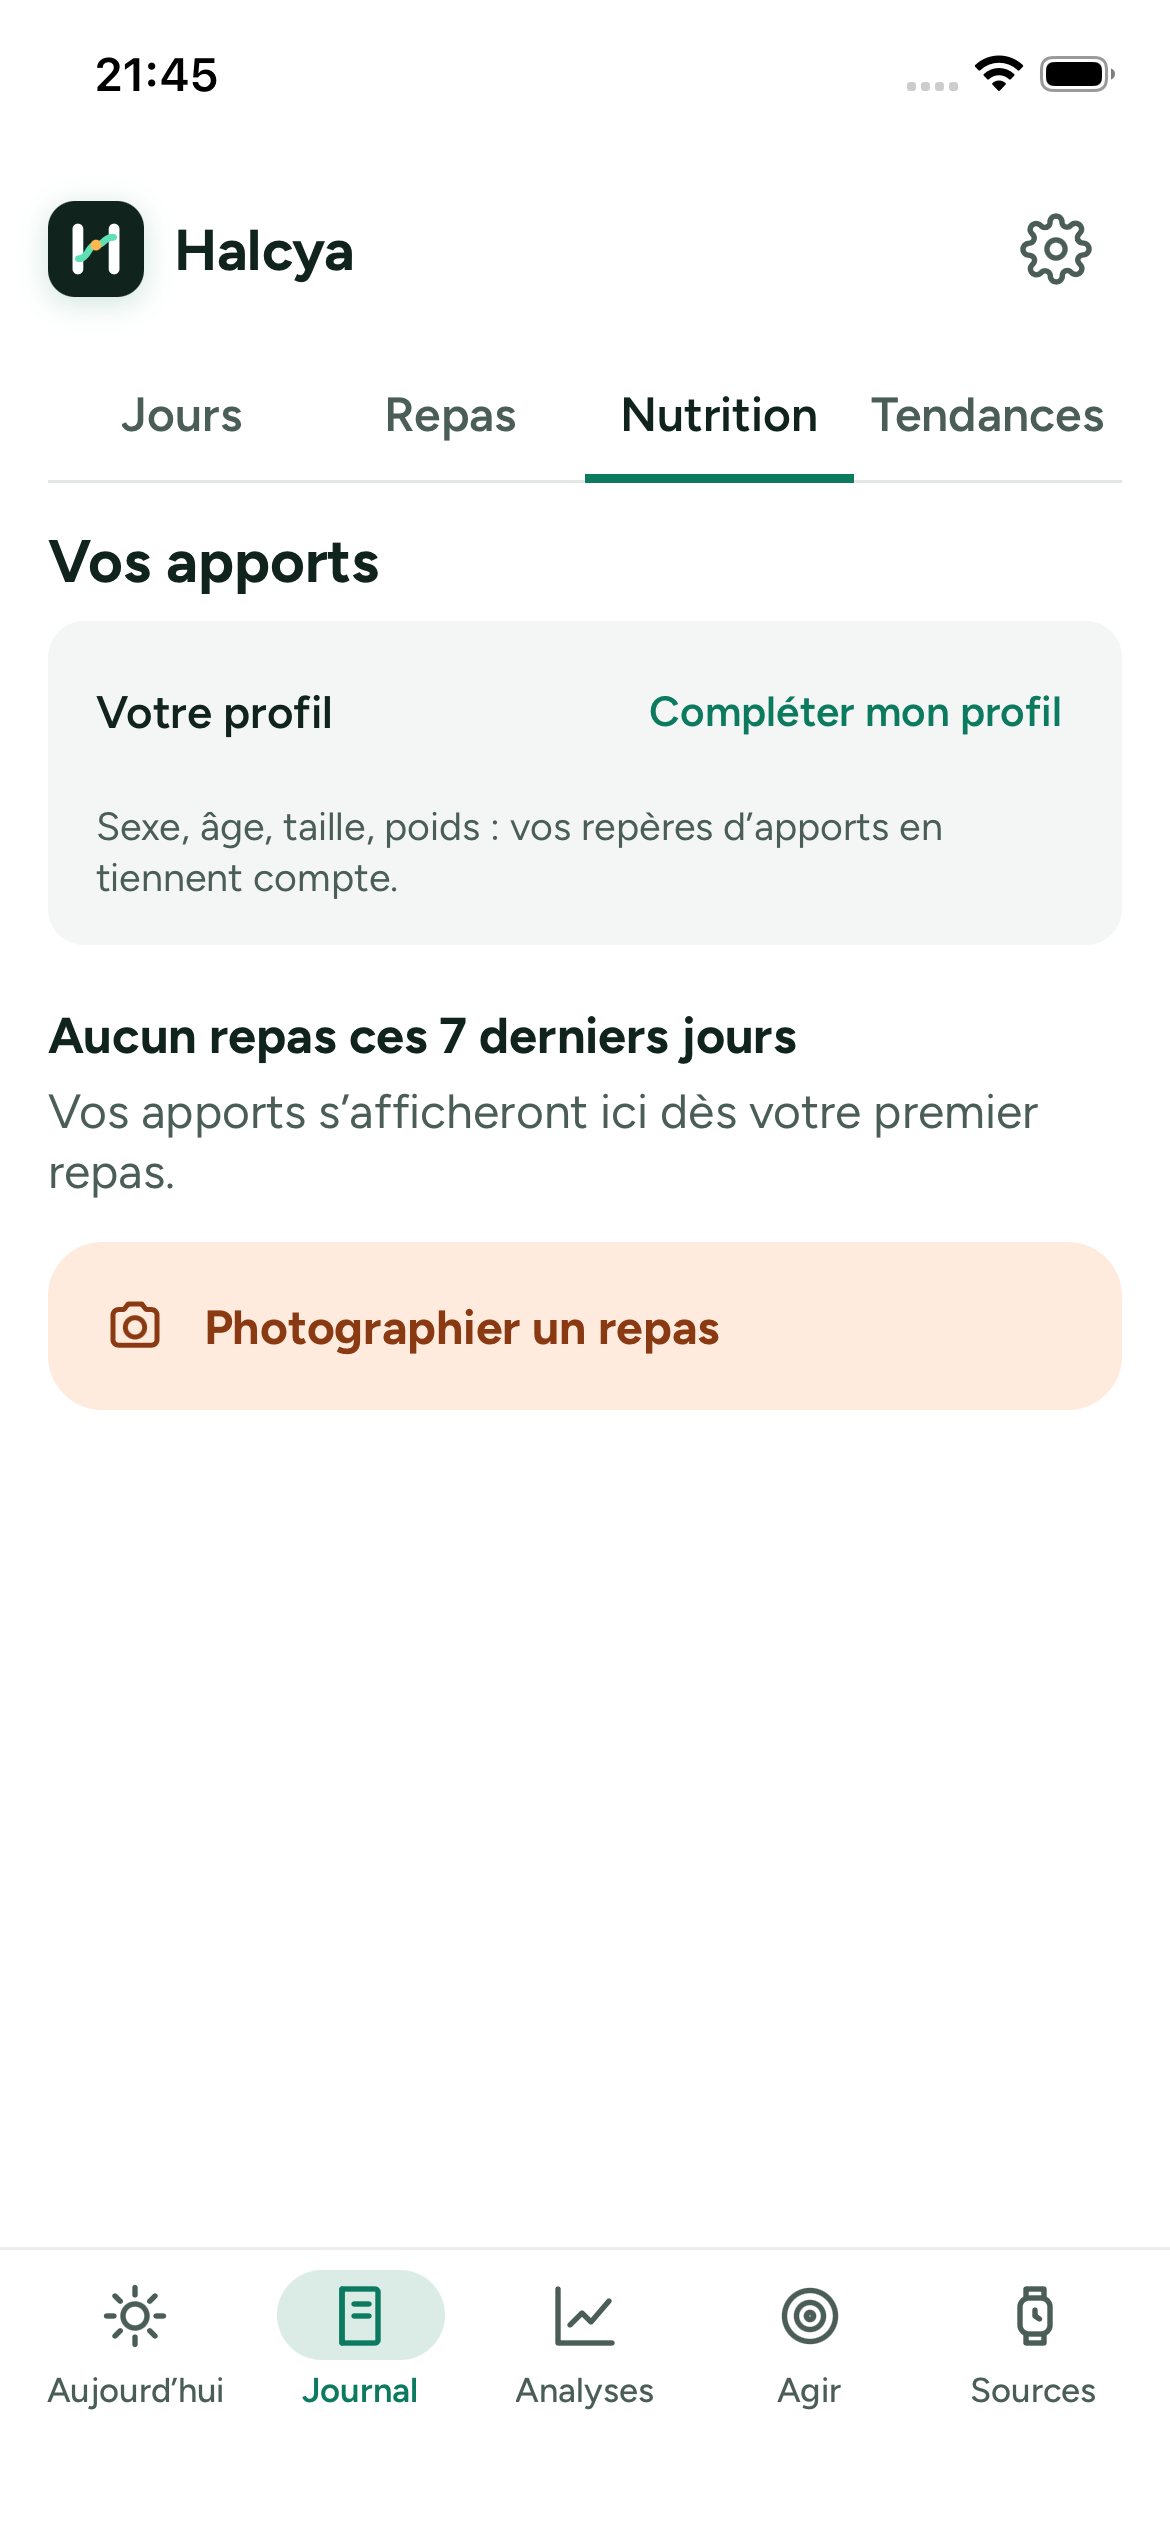 21:45
Halcya
Jours Repas Nutrition Tendances
Vos apports
Votre profil Compléter mon profil
Sexe, âge, taille, poids : vos repères d’apports en
tiennent compte.
Aucun repas ces 7 derniers jours
Vos apports s’afficheront ici dès votre premier
repas.
Photographier un repas
Aujourd’hui Journal Analyses Agir Sources